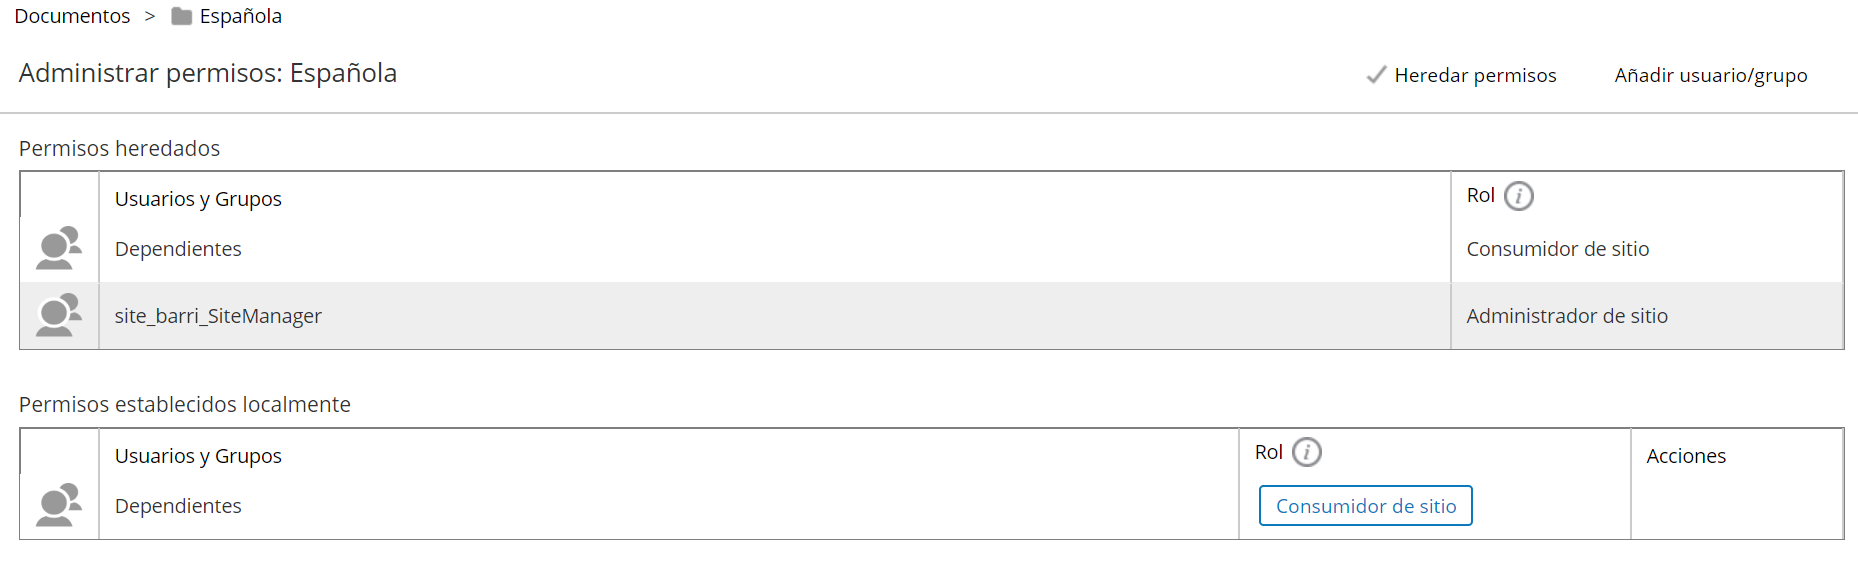 Documentos > Española
Administrar permisos: Española
Heredar permisos
Añadir usuario/grupo
Permisos heredados
Usuarios y Grupos
Rol i
Dependientes
Consumidor de sitio
site_barri_SiteManager
Administrador de sitio
Permisos establecidos localmente
Usuarios y Grupos
Rol i
Acciones
Dependientes
Consumidor de sitio